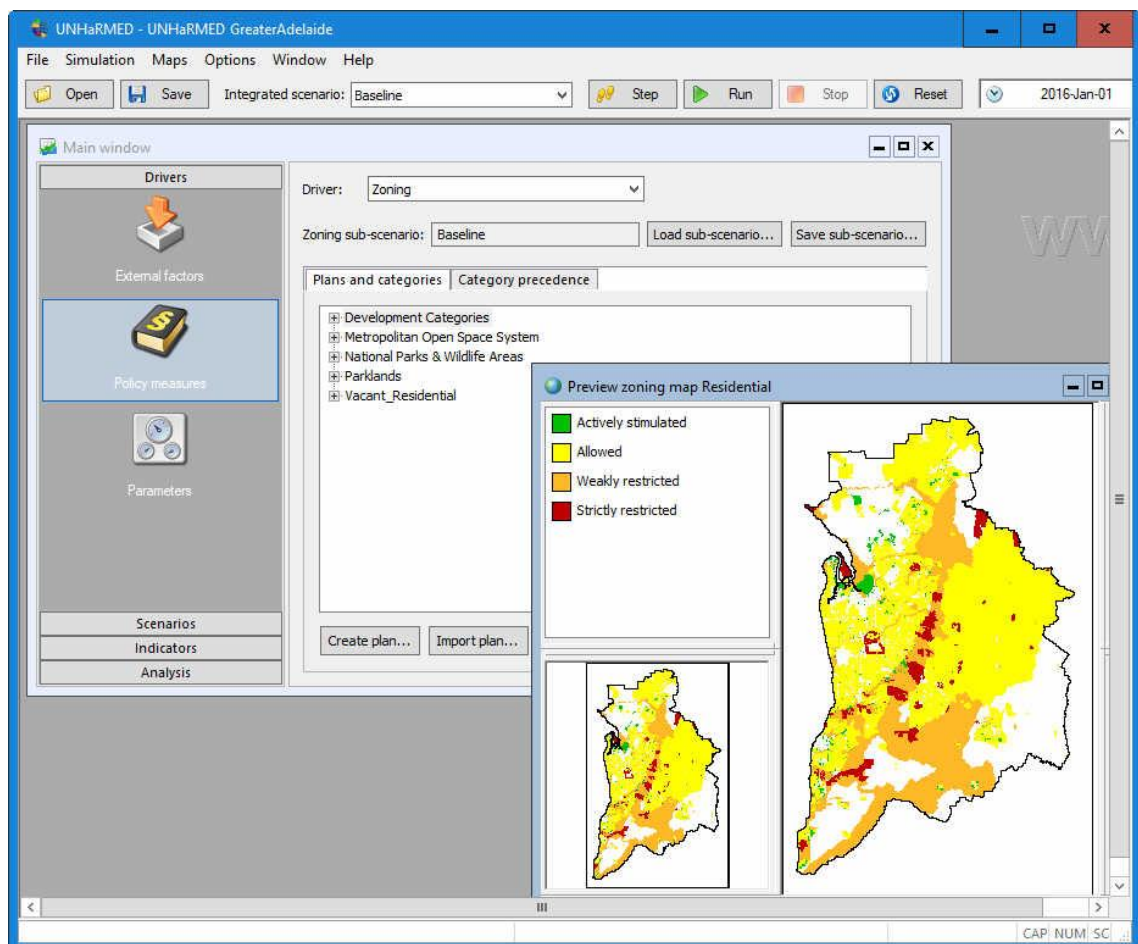 UNHaRMED - UNHaRMED GreaterAdelaide
File Simulation Maps Options Window Help
Open Save Integrated scenario: Baseline Step Run Stop Reset 2016-Jan-01
Main window
Drivers
External factors
Policy measures
Parameters
Scenarios
Indicators
Analysis
Driver: Zoning
Zoning sub-scenario: Baseline Load sub-scenario... Save sub-scenario...
Plans and categories Category precedence
Development Categories
Metropolitan Open Space System
National Parks & Wildlife Areas
Parklands
Vacant_Residential
Create plan... Import plan...
Preview zoning map Residential
Actively stimulated
Allowed
Weakly restricted
Strictly restricted
CAP NUM SC